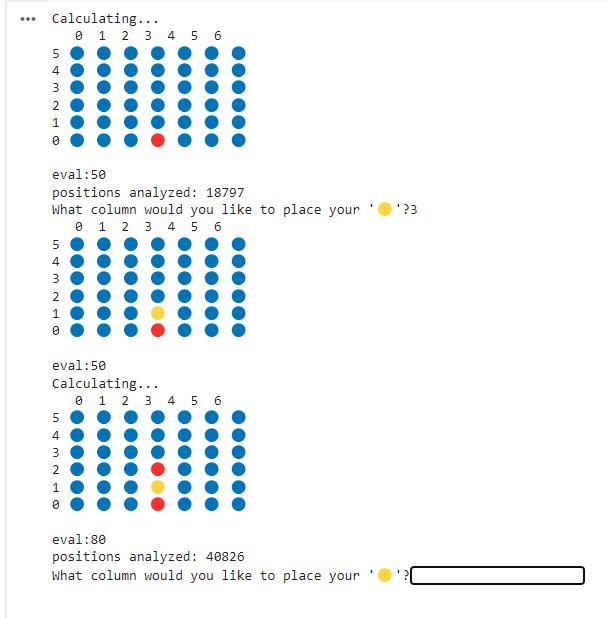 Calculating...
0 1 2 3 4 5 6
5
4
3
2
1
0
eval:50
positions analyzed: 18797
What column would you like to place your '🟡'?3
0 1 2 3 4 5 6
5
4
3
2
1
0
eval:50
Calculating...
0 1 2 3 4 5 6
5
4
3
2
1
0
eval:80
positions analyzed: 40826
What column would you like to place your '🟡'?